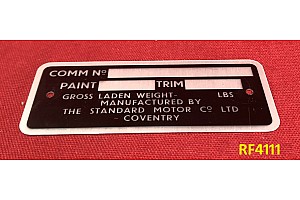 COMM Nº
PAINT TRIM
GROSS LADEN WEIGHT- LBS
MANUFACTURED BY
THE STANDARD MOTOR Cº LTD
- COVENTRY -
RF4111